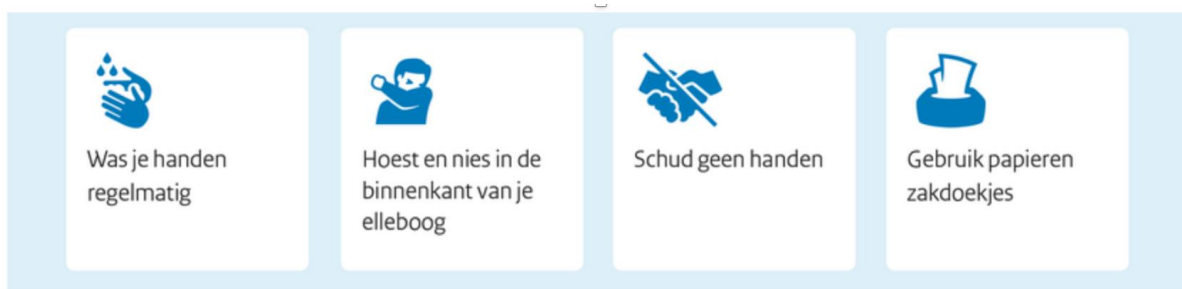 Was je handen
regelmatig
Hoest en nies in de
binnenkant van je
elleboog
Schud geen handen
Gebruik papieren
zakdoekjes